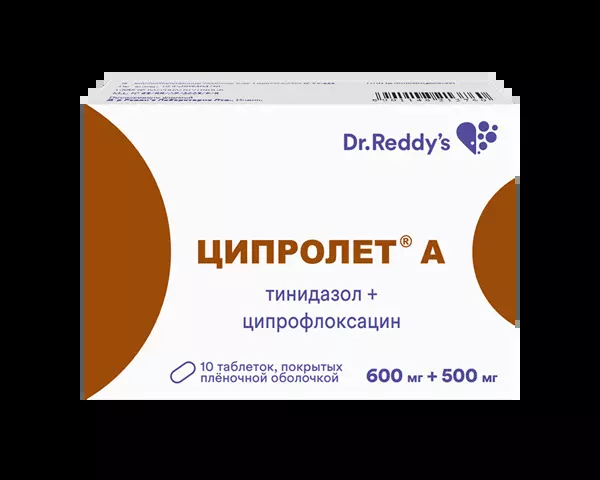 Dr.Reddy's
ЦИПРОЛЕТ® А
тинидазол +
ципрофлоксацин
10 таблеток, покрытых
плёночной оболочкой
600 мг + 500 мг